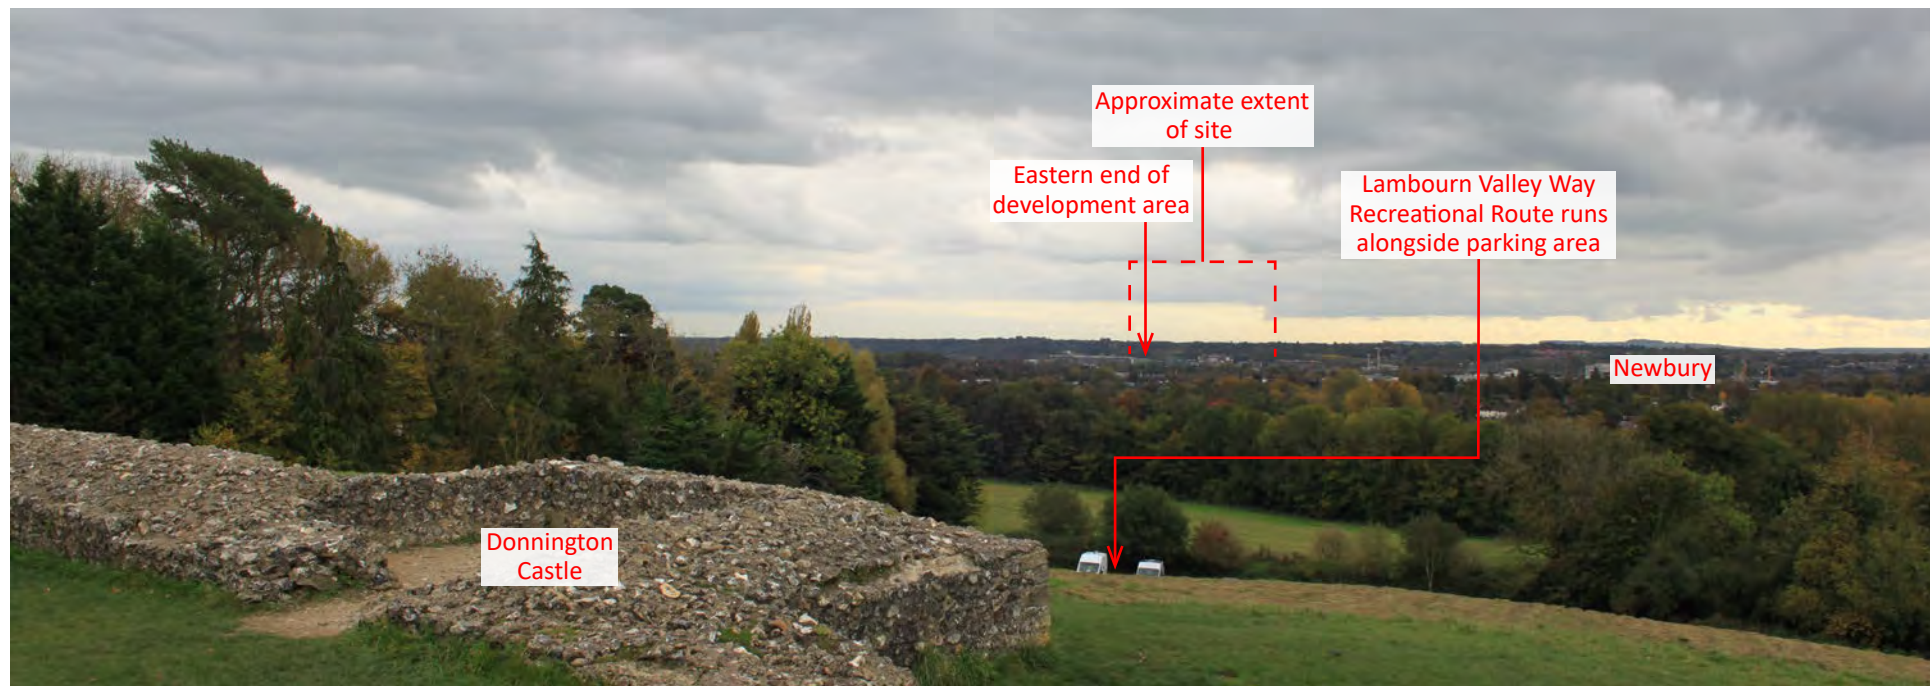 Approximate extent
of site
Eastern end of
development area
Lambourn Valley Way
Recreational Route runs
alongside parking area
Newbury
Donnington
Castle